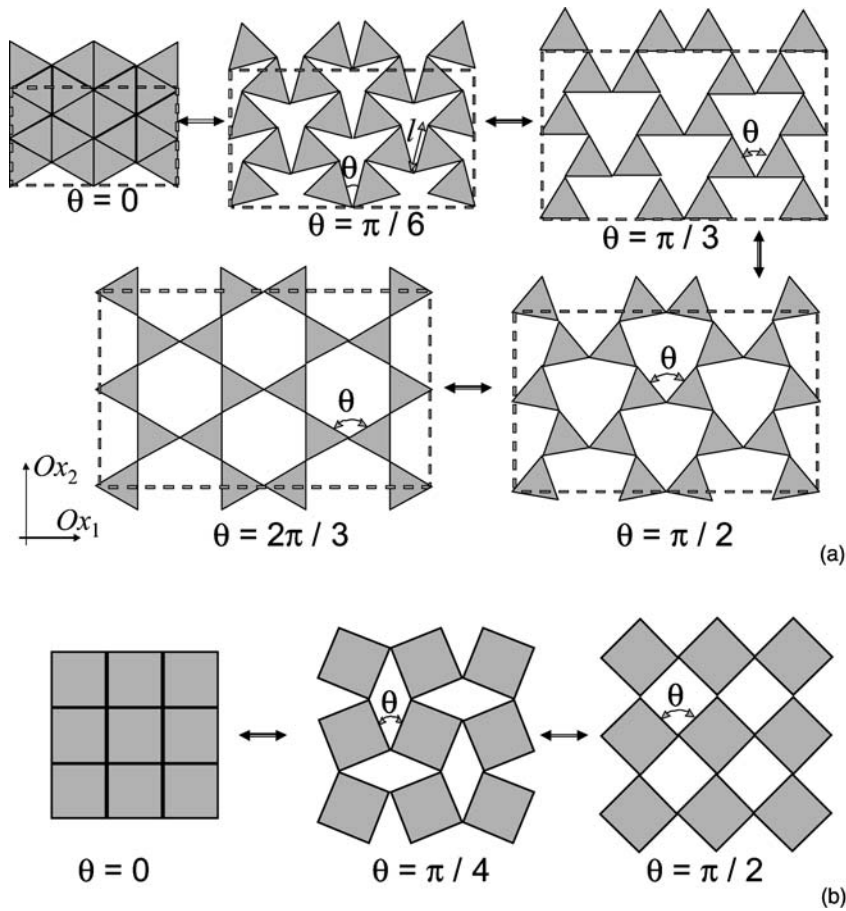 θ
l
θ
θ = 0
θ = π / 6
θ = π / 3
θ
θ
Ox2
Ox1
θ = 2π / 3
θ = π / 2
(a)
θ
θ
θ = 0
θ = π / 4
θ = π / 2
(b)